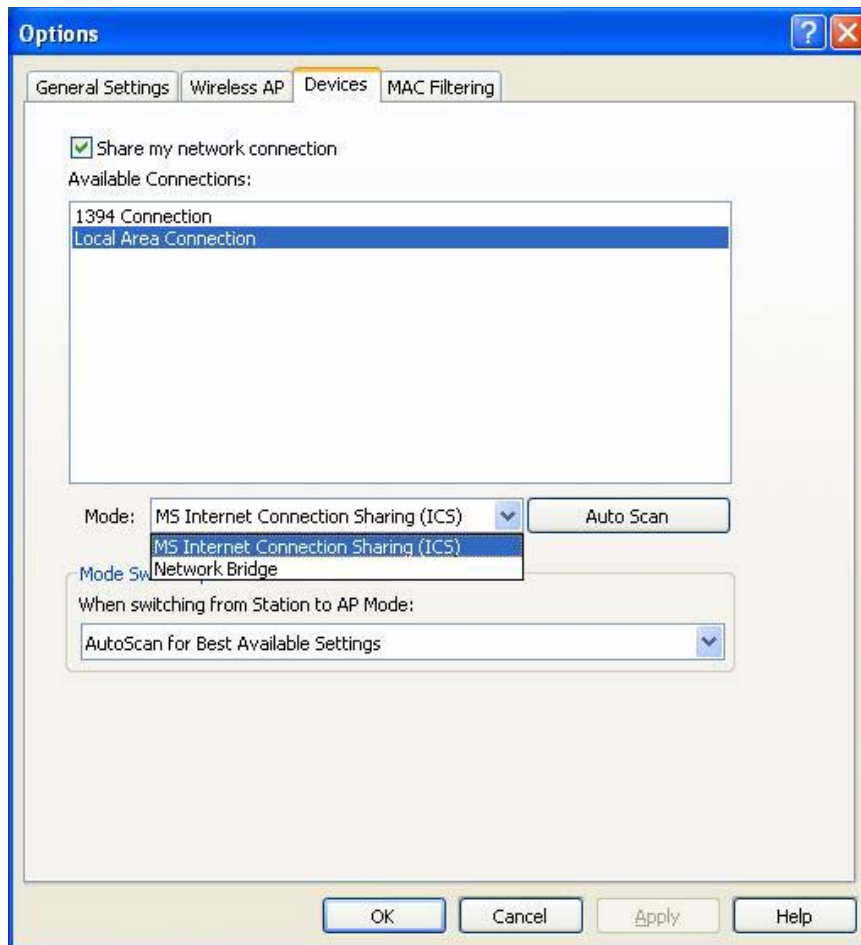 Options
General Settings Wireless AP Devices MAC Filtering
Share my network connection
Available Connections:
1394 Connection
Local Area Connection
Mode: MS Internet Connection Sharing (ICS) Auto Scan
MS Internet Connection Sharing (ICS)
Network Bridge
Mode
When switching from Station to AP Mode:
AutoScan for Best Available Settings
OK Cancel Apply Help